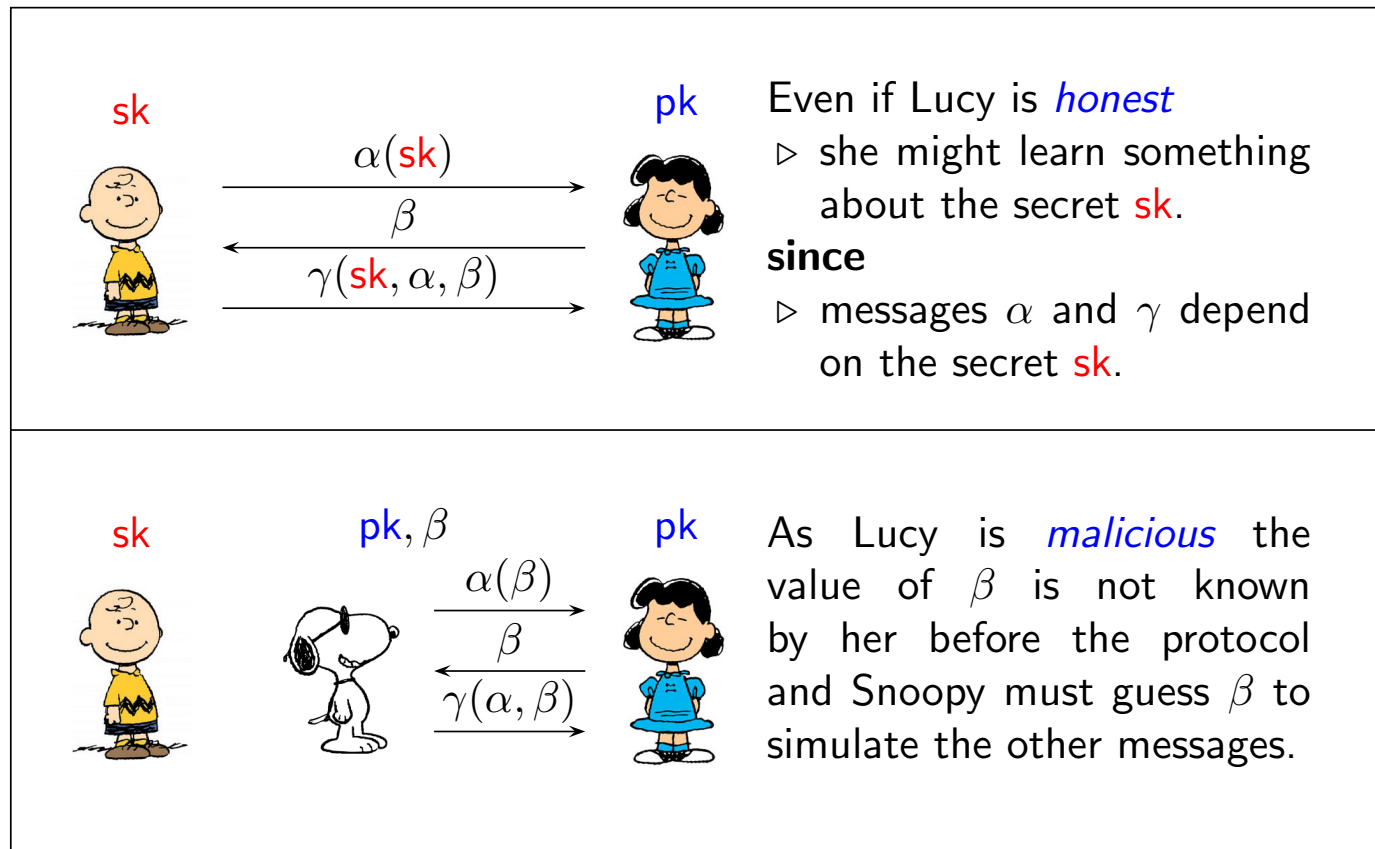 sk
pk
α(sk)
β
γ(sk, α, β)
Even if Lucy is honest
▷ she might learn something
about the secret sk.
since
▷ messages α and γ depend
on the secret sk.
sk
pk, β
pk
α(β)
β
γ(α, β)
As Lucy is malicious the
value of β is not known
by her before the protocol
and Snoopy must guess β to
simulate the other messages.